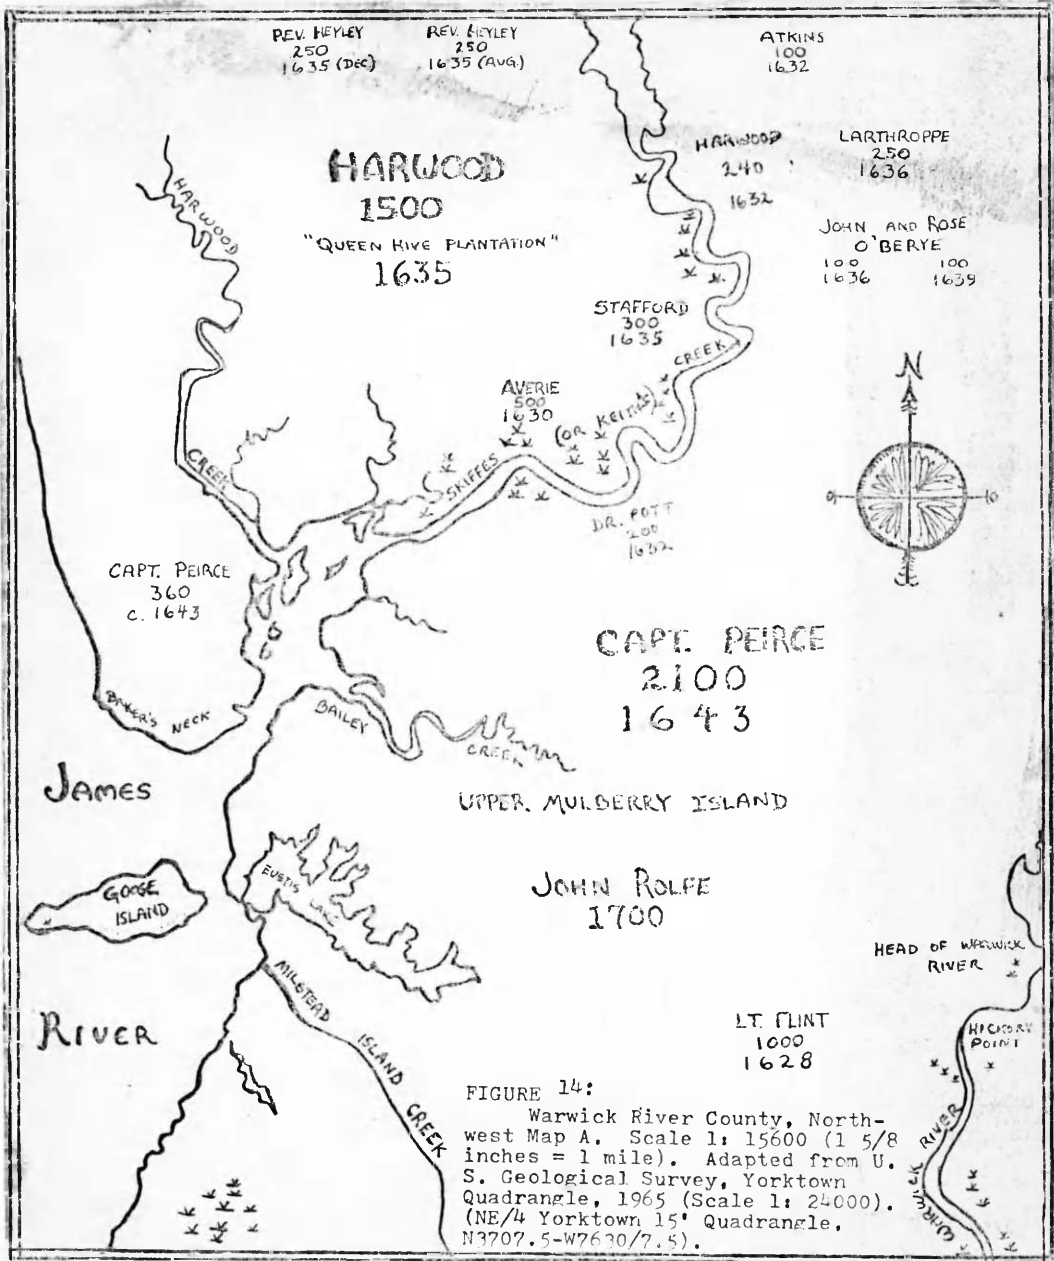 REV. HEYLEY
250
1635 (DEC)
REV. HEYLEY
250
1635 (AUG.)
ATKINS
100
1632
HARWOOD
1500
"QUEEN HIVE PLANTATION"
1635
HARWOOD
240
1632
LARTHROPPE
250
1636
JOHN AND ROSE
O'BERYE
100 100
1636 1639
HARWOOD
CREEK
STAFFORD
300
1635
AVERIE
500
1630
SKIFFES
(OR KEITHS)
CREEK
N
DR. POTT
200
1632
CAPT. PEIRCE
360
C. 1643
CAPT. PEIRCE
2100
1643
BAKER'S NECK
BAILEY
CREEK
JAMES
UPPER MULBERRY ISLAND
EUSTIS
LAKE
GOOSE
ISLAND
JOHN ROLFE
1700
HEAD OF WARWICK
RIVER
RIVER
MILSTEAD
ISLAND
CREEK
LT. FLINT
1000
1628
HICKORY
POINT
WARWICK RIVER
FIGURE 14:
Warwick River County, North-
west Map A. Scale 1: 15600 (1 5/8
inches = 1 mile). Adapted from U.
S. Geological Survey, Yorktown
Quadrangle, 1965 (Scale 1: 24000).
(NE/4 Yorktown 15' Quadrangle,
N3707.5-W7630/7.5).